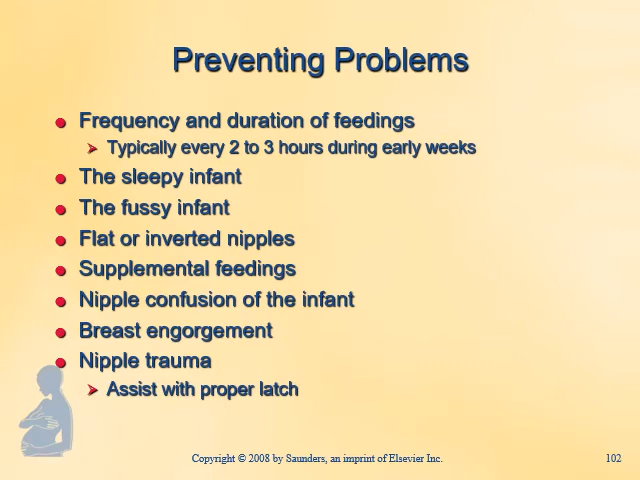 Preventing Problems
Frequency and duration of feedings
Typically every 2 to 3 hours during early weeks
The sleepy infant
The fussy infant
Flat or inverted nipples
Supplemental feedings
Nipple confusion of the infant
Breast engorgement
Nipple trauma
Assist with proper latch
Copyright © 2008 by Saunders, an imprint of Elsevier Inc.
102